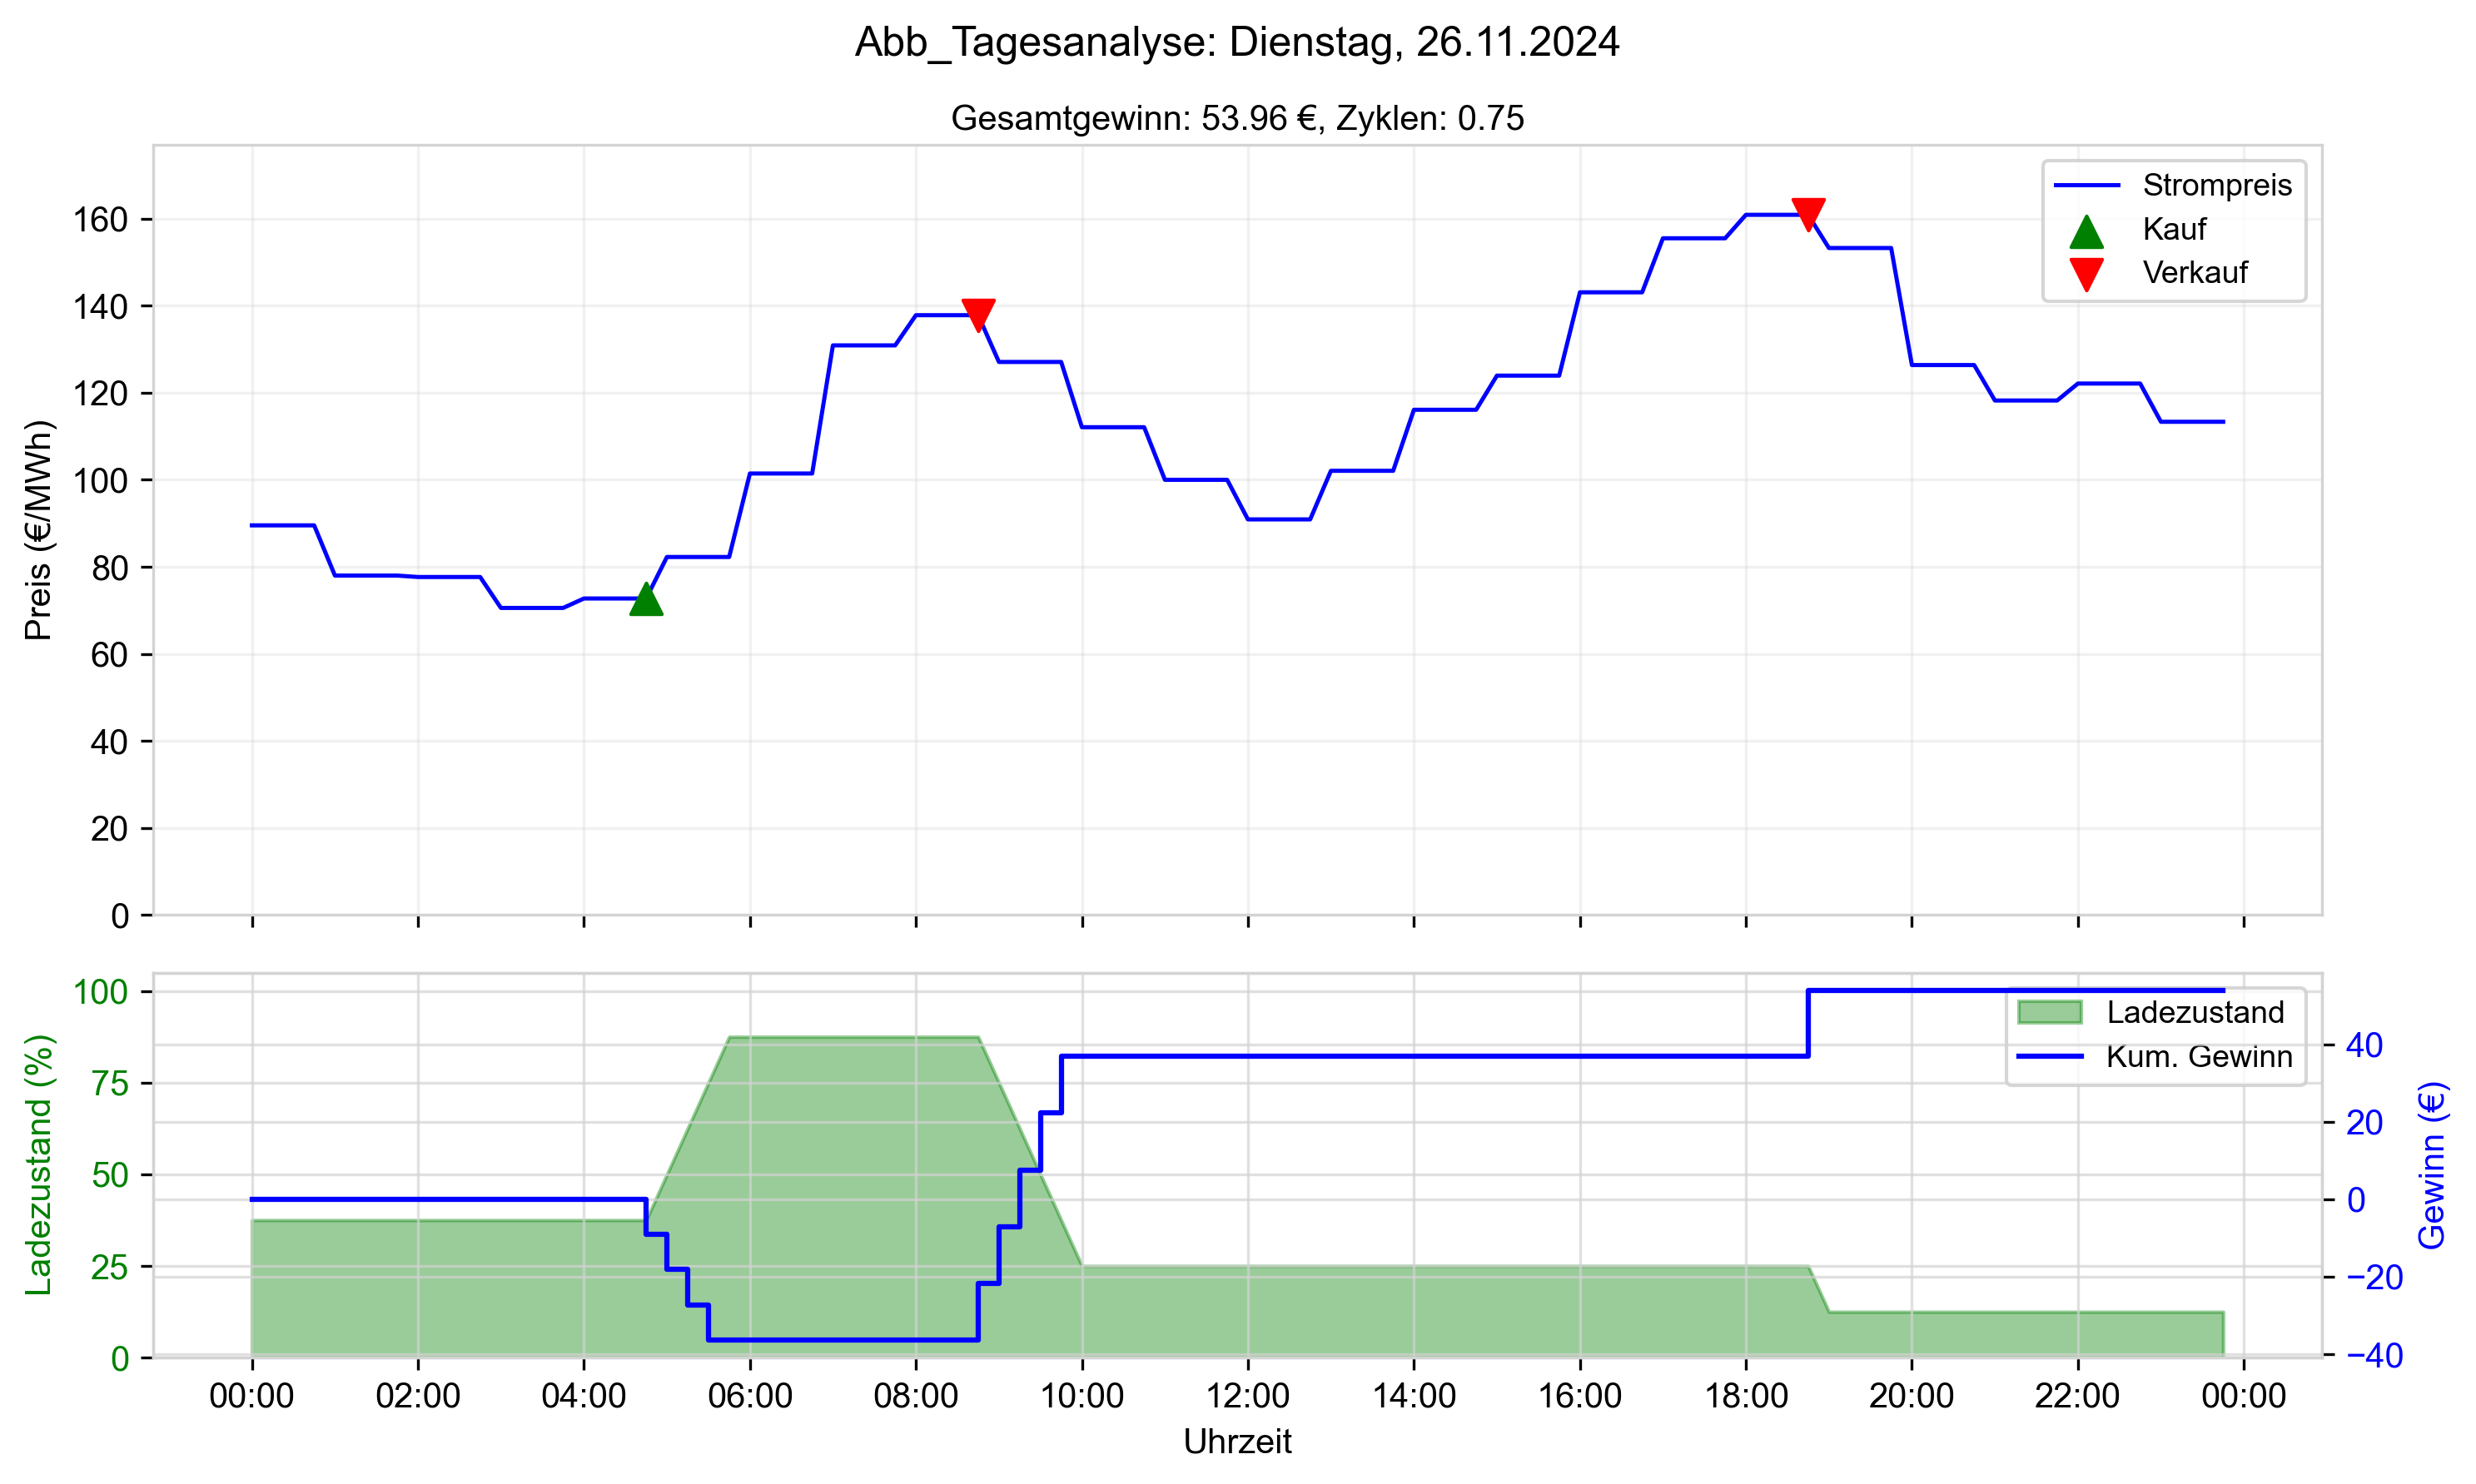 Abb_Tagesanalyse: Dienstag, 26.11.2024
Gesamtgewinn: 53.96 €, Zyklen: 0.75
Preis (€/MWh)
160
140
120
100
80
60
40
20
0
Strompreis
Kauf
Verkauf
Ladezustand (%)
100
75
50
25
0
Ladezustand
Kum. Gewinn
40
20
0
−20
−40
Gewinn (€)
00:00 02:00 04:00 06:00 08:00 10:00 12:00 14:00 16:00 18:00 20:00 22:00 00:00
Uhrzeit